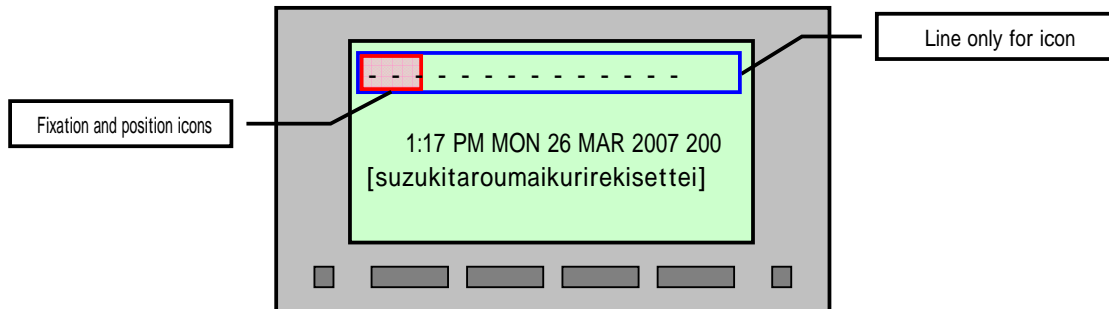 Line only for icon
- - - - - - - - - - - - - -
Fixation and position icons
1:17 PM MON 26 MAR 2007 200
[suzukitaroumaikurirekisettei]